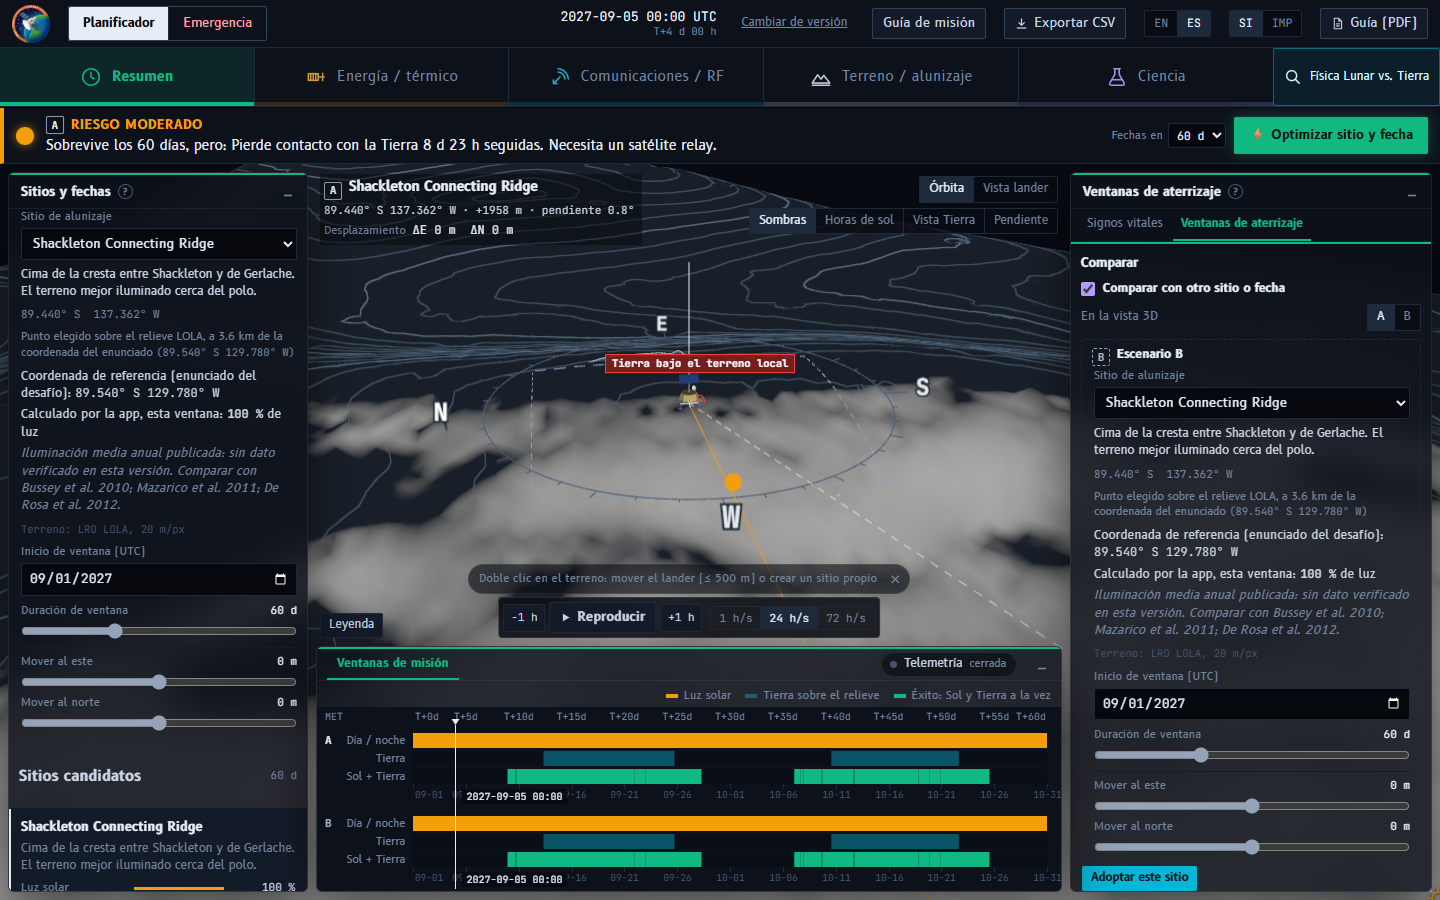 Planificador
Emergencia
2027-09-05 00:00 UTC
T+4 d 00 h
Cambiar de versión
Guía de misión
Exportar CSV
EN ES
SI IMP
Guía (PDF)
Resumen
Energía / térmico
Comunicaciones / RF
Terreno / alunizaje
Ciencia
Física Lunar vs. Tierra
A RIESGO MODERADO
Sobrevive los 60 días, pero: Pierde contacto con la Tierra 8 d 23 h seguidas. Necesita un satélite relay.
Fechas en 60 d
Optimizar sitio y fecha
Sitios y fechas ?
Sitio de alunizaje
Shackleton Connecting Ridge
Cima de la cresta entre Shackleton y de Gerlache.
El terreno mejor iluminado cerca del polo.
89.440° S 137.362° W
Punto elegido sobre el relieve LOLA, a 3.6 km de la
coordenada del enunciado (89.540° S 129.780° W)
Coordenada de referencia (enunciado del
desafío): 89.540° S 129.780° W
Calculado por la app, esta ventana: 100 % de
luz
Iluminación media anual publicada: sin dato
verificado en esta versión. Comparar con
Bussey et al. 2010; Mazarico et al. 2011; De
Rosa et al. 2012.
Terreno: LRO LOLA, 20 m/px
Inicio de ventana (UTC)
09/01/2027
Duración de ventana 60 d
Mover al este 0 m
Mover al norte 0 m
Sitios candidatos 60 d
Shackleton Connecting Ridge
Cima de la cresta entre Shackleton y de Gerlache.
El terreno mejor iluminado cerca del polo.
Luz solar 100 %
A Shackleton Connecting Ridge
89.440° S 137.362° W · +1958 m · pendiente 0.8°
Desplazamiento ΔE 0 m ΔN 0 m
Órbita Vista lander
Sombras Horas de sol Vista Tierra Pendiente
E
Tierra bajo el terreno local
S
N
W
Doble clic en el terreno: mover el lander (≤ 500 m) o crear un sitio propio ×
Leyenda
-1 h Reproducir +1 h 1 h/s 24 h/s 72 h/s
Ventanas de misión
Telemetría cerrada
Luz solar Tierra sobre el relieve Éxito: Sol y Tierra a la vez
MET T+0d T+5d T+10d T+15d T+20d T+25d T+30d T+35d T+40d T+45d T+50d T+55d T+60d
A Día / noche
Tierra
Sol + Tierra
09-01 2027-09-05 00:00 09-21 09-26 10-01 10-06 10-11 10-16 10-21 10-26 10-31
B Día / noche
Tierra
Sol + Tierra
09-01 2027-09-05 00:00 09-21 09-26 10-01 10-06 10-11 10-16 10-21 10-26 10-31
Ventanas de aterrizaje ?
Signos vitales Ventanas de aterrizaje
Comparar
Comparar con otro sitio o fecha
En la vista 3D A B
B Escenario B
Sitio de alunizaje
Shackleton Connecting Ridge
Cima de la cresta entre Shackleton y de Gerlache. El
terreno mejor iluminado cerca del polo.
89.440° S 137.362° W
Punto elegido sobre el relieve LOLA, a 3.6 km de la
coordenada del enunciado (89.540° S 129.780° W)
Coordenada de referencia (enunciado del desafío):
89.540° S 129.780° W
Calculado por la app, esta ventana: 100 % de luz
Iluminación media anual publicada: sin dato verificado
en esta versión. Comparar con Bussey et al. 2010;
Mazarico et al. 2011; De Rosa et al. 2012.
Terreno: LRO LOLA, 20 m/px
Inicio de ventana (UTC)
09/01/2027
Duración de ventana 60 d
Mover al este 0 m
Mover al norte 0 m
Adoptar este sitio